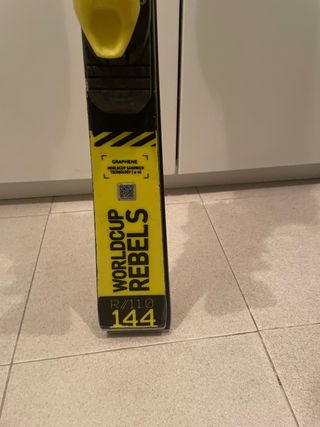 GRAPHENE
WORLDCUP SANDWICH
WORLDCUP
REBELS
R//110
144